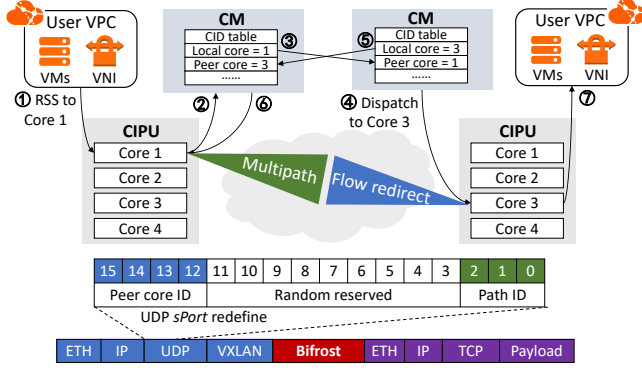 User VPC
VMs VNI
① RSS to
Core 1
CM
CID table
Local core = 1
Peer core = 3
......
③
②
⑥
CM
CID table
Local core = 3
Peer core = 1
......
⑤
④ Dispatch
to Core 3
User VPC
VMs VNI
⑦
CIPU
Core 1
Core 2
Core 3
Core 4
Multipath
Flow redirect
CIPU
Core 1
Core 2
Core 3
Core 4
15 14 13 12 11 10 9 8 7 6 5 4 3 2 1 0
Peer core ID Random reserved Path ID
UDP sPort redefine
ETH IP UDP VXLAN Bifrost ETH IP TCP Payload